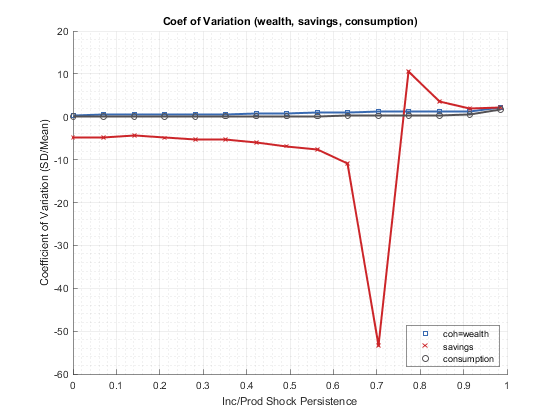 Coef of Variation (wealth, savings, consumption)
Coefficient of Variation (SD/Mean)
20
10
0
-10
-20
-30
-40
-50
-60
0 0.1 0.2 0.3 0.4 0.5 0.6 0.7 0.8 0.9 1
Inc/Prod Shock Persistence
coh=wealth
savings
consumption